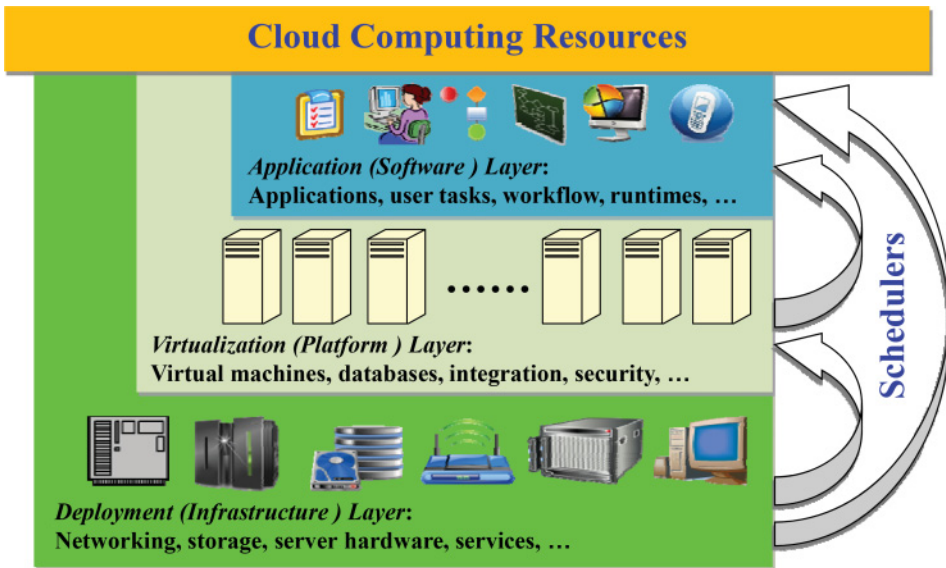 Cloud Computing Resources
Application (Software ) Layer:
Applications, user tasks, workflow, runtimes, …
Virtualization (Platform ) Layer:
Virtual machines, databases, integration, security, …
Deployment (Infrastructure ) Layer:
Networking, storage, server hardware, services, …
Schedulers